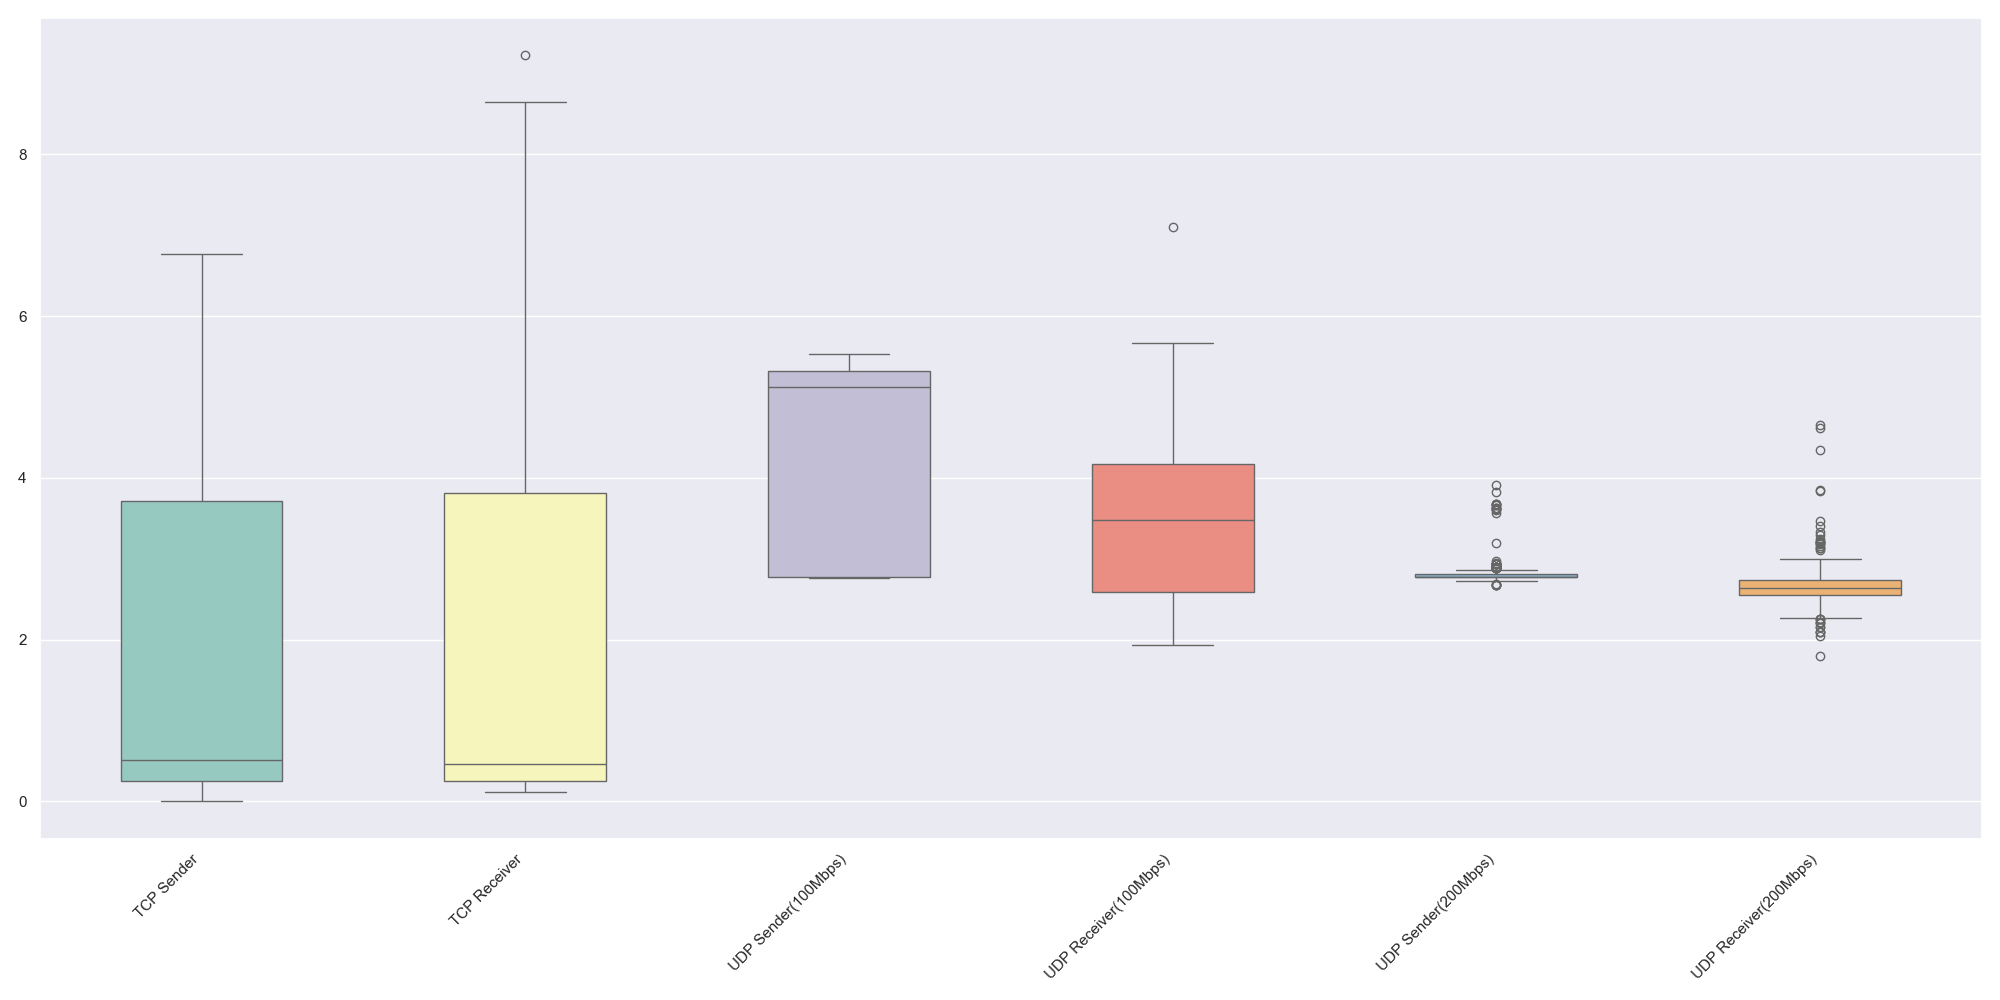 8
6
4
2
0
TCP Sender
TCP Receiver
UDP Sender(100Mbps)
UDP Receiver(100Mbps)
UDP Sender(200Mbps)
UDP Receiver(200Mbps)